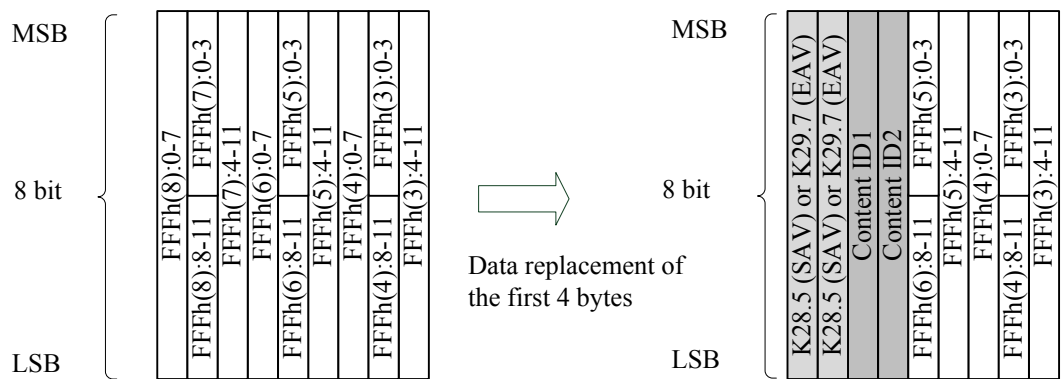 MSB
8 bit
LSB
FFFh(8):0-7
FFFh(7):0-3
FFFh(8):8-11
FFFh(7):4-11
FFFh(6):0-7
FFFh(5):0-3
FFFh(6):8-11
FFFh(5):4-11
FFFh(4):0-7
FFFh(3):0-3
FFFh(4):8-11
FFFh(3):4-11
Data replacement of
the first 4 bytes
MSB
8 bit
LSB
K28.5 (SAV) or K29.7 (EAV)
K28.5 (SAV) or K29.7 (EAV)
Content ID1
Content ID2
FFFh(5):0-3
FFFh(6):8-11
FFFh(5):4-11
FFFh(4):0-7
FFFh(3):0-3
FFFh(4):8-11
FFFh(3):4-11